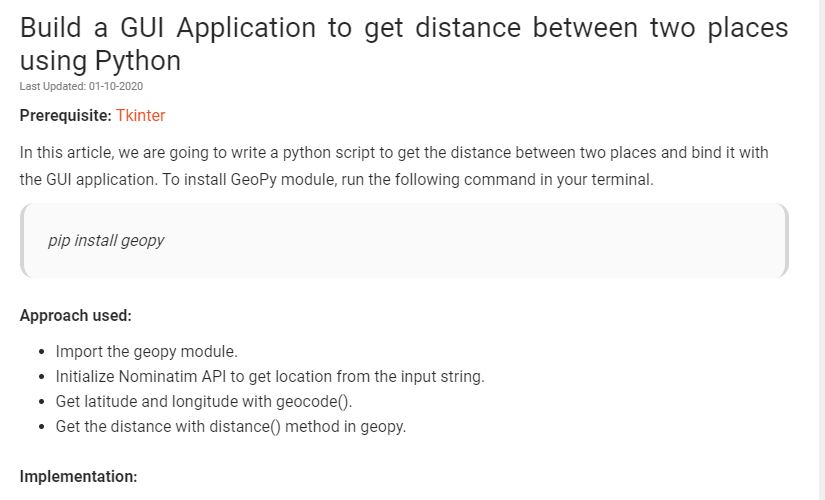 Build a GUI Application to get distance between two places
using Python
Last Updated: 01-10-2020
Prerequisite: Tkinter
In this article, we are going to write a python script to get the distance between two places and bind it with
the GUI application. To install GeoPy module, run the following command in your terminal.
pip install geopy
Approach used:
• Import the geopy module.
• Initialize Nominatim API to get location from the input string.
• Get latitude and longitude with geocode().
• Get the distance with distance() method in geopy.
Implementation: